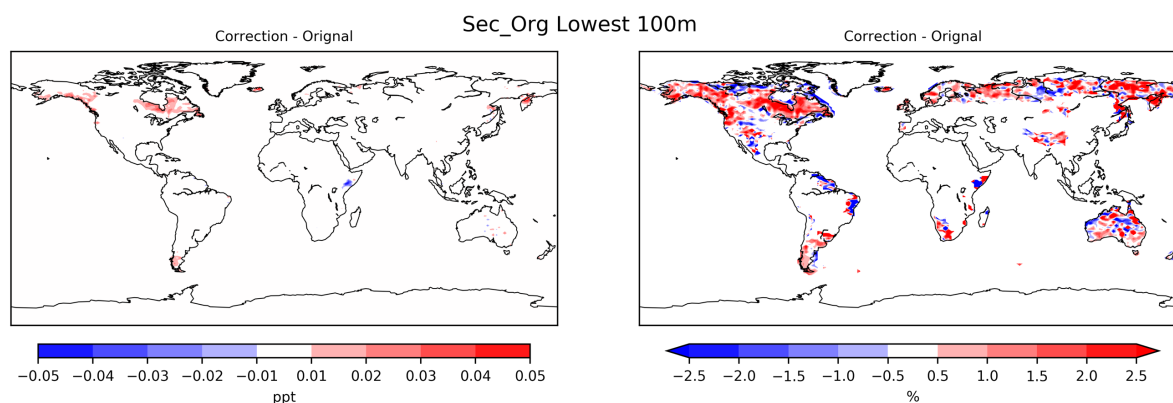 Sec_Org Lowest 100m
Correction - Orignal
Correction - Orignal
−0.05 −0.04 −0.03 −0.02 −0.01 0.01 0.02 0.03 0.04 0.05
ppt
−2.5 −2.0 −1.5 −1.0 −0.5 0.5 1.0 1.5 2.0 2.5
%